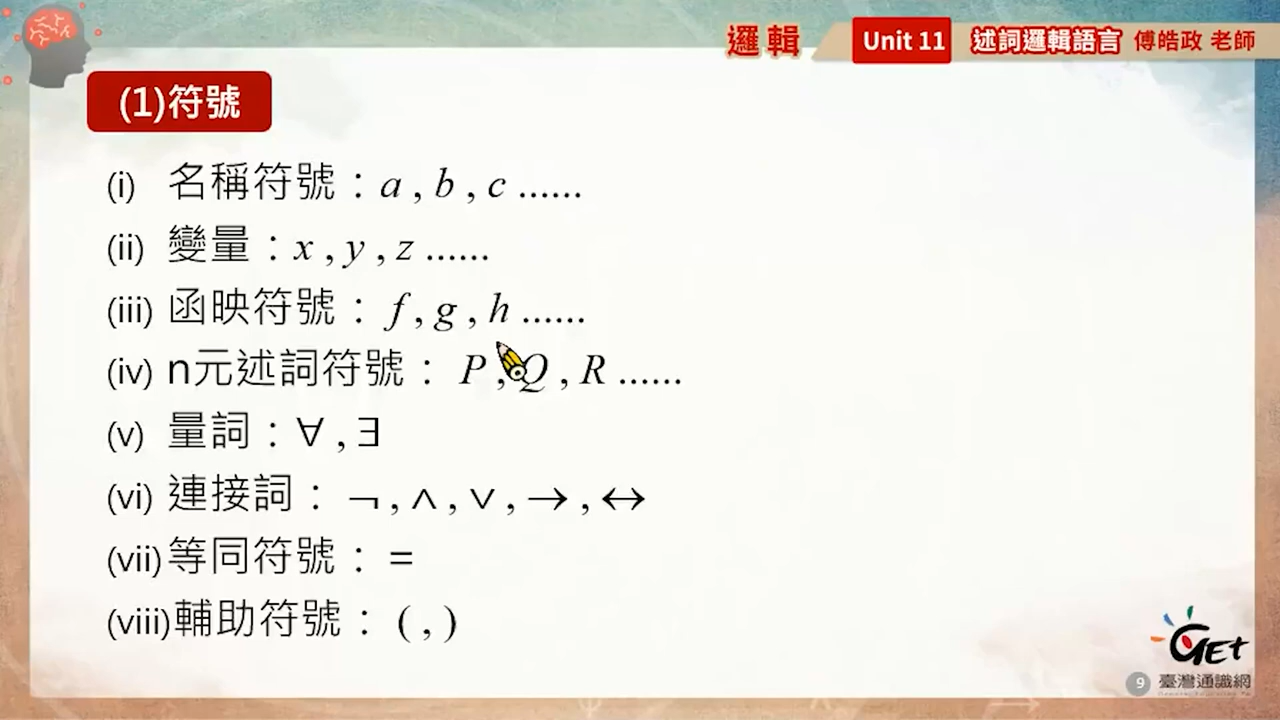 邏輯 Unit 11 述詞邏輯語言 傅皓政 老師
(1)符號
(i) 名稱符號：a , b , c ......
(ii) 變量：x , y , z ......
(iii) 函映符號：f , g , h ......
(iv) n元述詞符號：P , Q , R ......
(v) 量詞：∀ , ∃
(vi) 連接詞：¬ , ∧ , ∨ , → , ↔
(vii) 等同符號：=
(viii) 輔助符號：( , )
GET
9 臺灣通識網